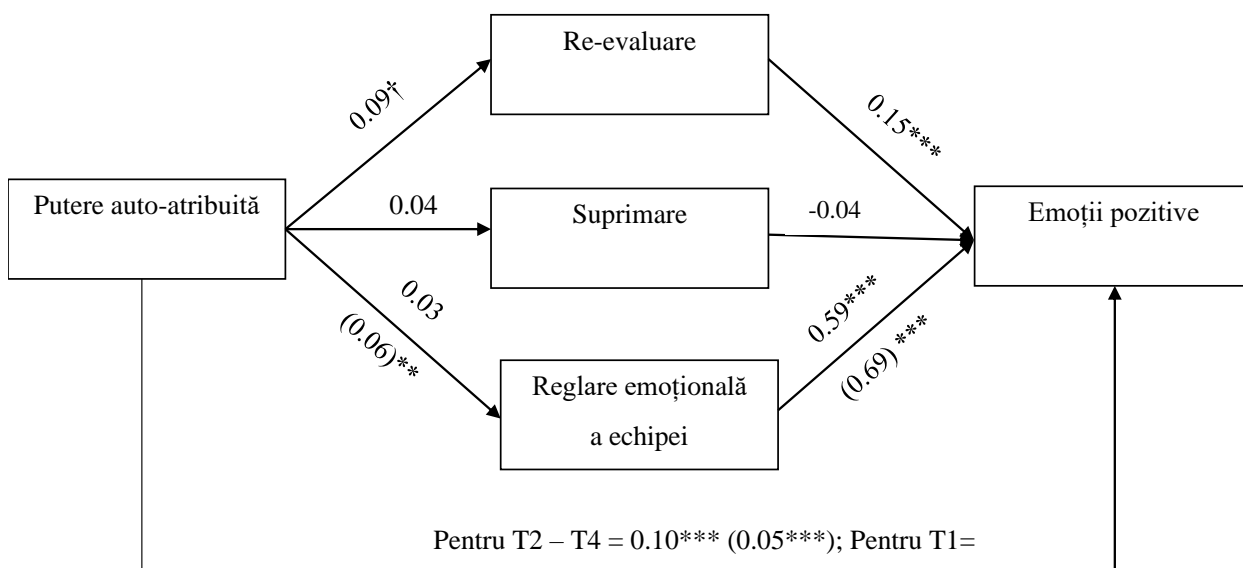 Re-evaluare
0.09†
0.15***
Putere auto-atribuită
0.04
Suprimare
-0.04
Emoții pozitive
0.03
(0.06)**
0.59***
(0.69) ***
Reglare emoțională
a echipei
Pentru T2 – T4 = 0.10*** (0.05***); Pentru T1=